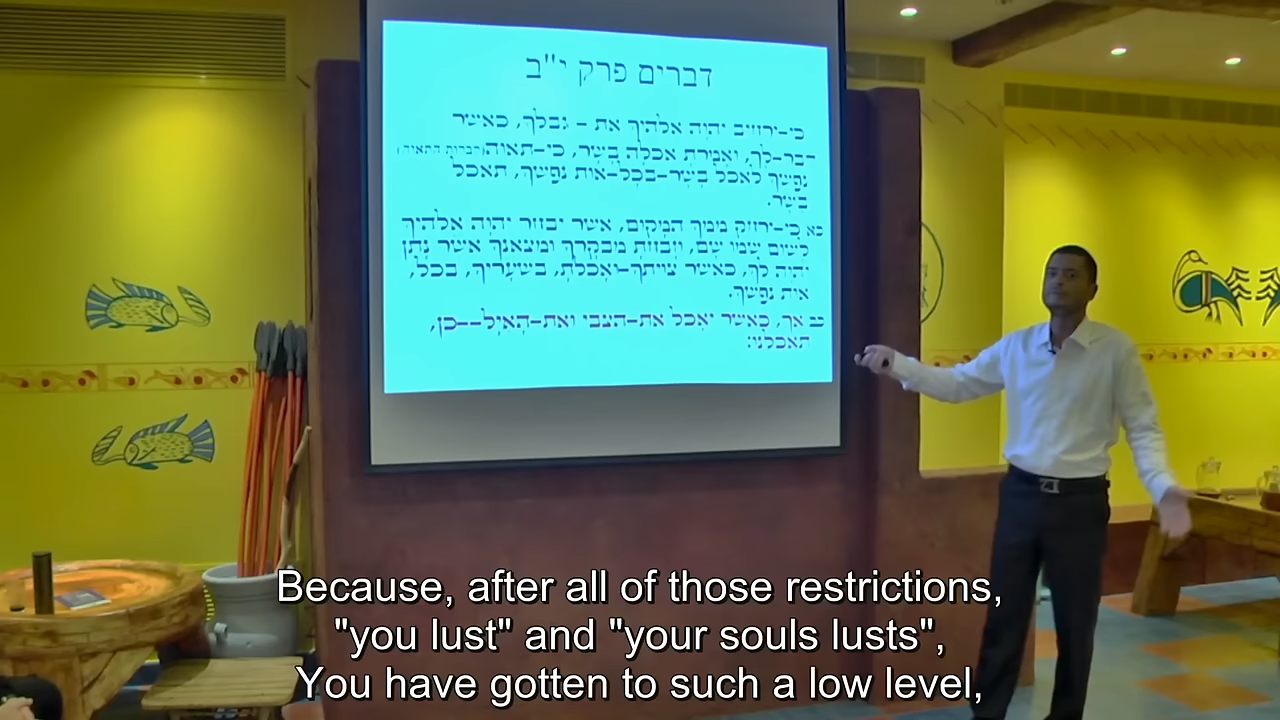 דברים פרק י"ב
כי-ירחיב יהוה אלהיך את - גבלך, כאשר
דבר-לך, ואמרת אכלה בשר, כי-תאוה
נפשך לאכל בשר-בכל-אות נפשך, תאכל
בשר.
כא כי-ירחק ממך המקום, אשר יבחר יהוה אלהיך
לשום שמו שם, וזבחת מבקרך ומצאנך אשר נתן
יהוה לך, כאשר צויתך-ואכלת, בשעריך, בכל,
אות נפשך.
כב אך, כאשר יאכל את-הצבי ואת-האיל--כן,
תאכלנו:
Because, after all of those restrictions,
"you lust" and "your souls lusts",
You have gotten to such a low level,